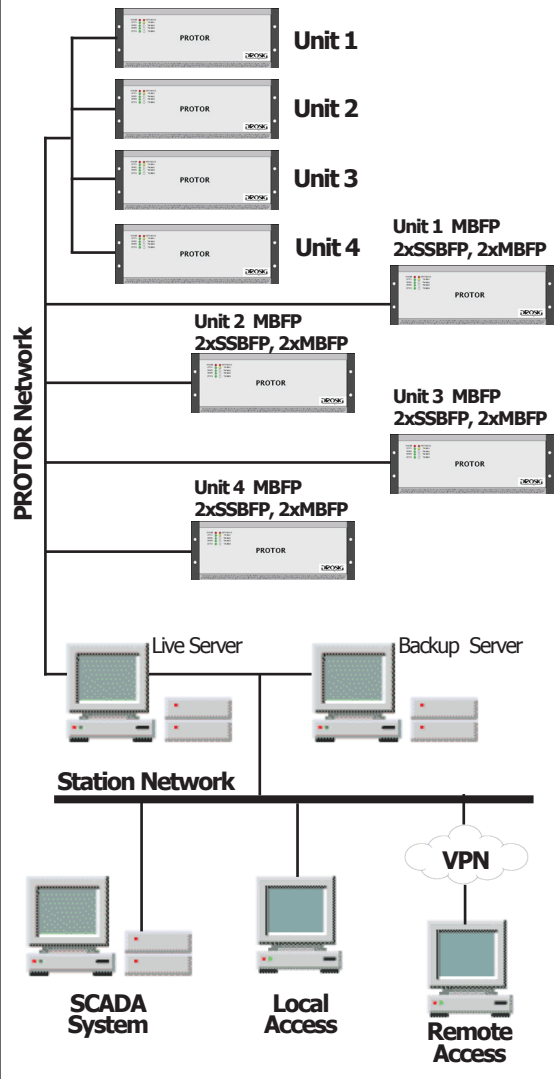 PROTOR
Unit 1
PROTOR
Unit 2
PROTOR
Unit 3
PROTOR
Unit 4
Unit 1 MBFP
2xSSBFP, 2xMBFP
PROTOR
Unit 2 MBFP
2xSSBFP, 2xMBFP
PROTOR
Unit 3 MBFP
2xSSBFP, 2xMBFP
PROTOR
Unit 4 MBFP
2xSSBFP, 2xMBFP
PROTOR
PROTOR Network
Live Server
Backup Server
Station Network
VPN
SCADA
System
Local
Access
Remote
Access